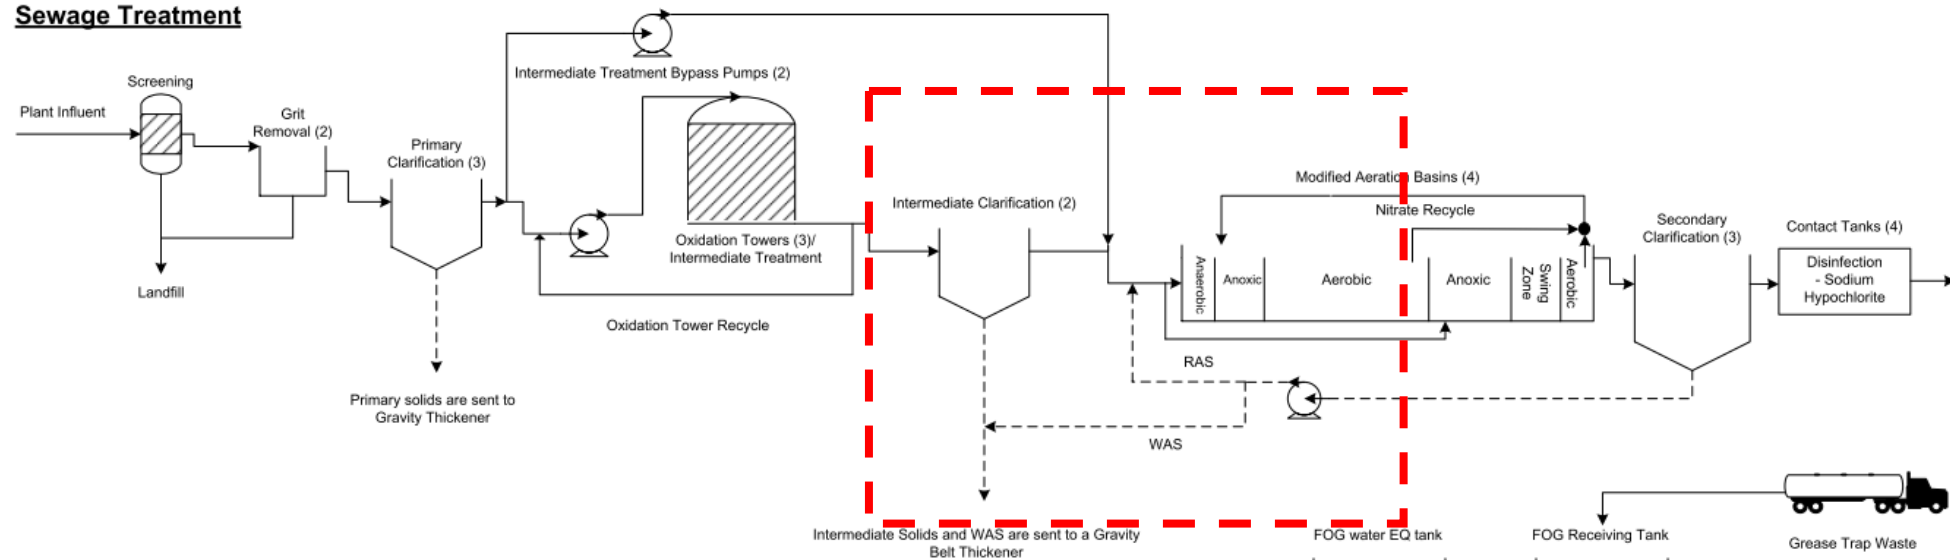 Sewage Treatment
Intermediate Treatment Bypass Pumps (2)
Screening
Plant Influent
Grit
Removal (2)
Primary
Clarification (3)
Landfill
Primary solids are sent to
Gravity Thickener
Oxidation Towers (3)/
Intermediate Treatment
Oxidation Tower Recycle
Intermediate Clarification (2)
Modified Aeration Basins (4)
Nitrate Recycle
Anaerobic
Anoxic
Aerobic
Anoxic
Swing
Zone
Aerobic
Secondary
Clarification (3)
Contact Tanks (4)
Disinfection
- Sodium
Hypochlorite
RAS
WAS
Intermediate Solids and WAS are sent to a Gravity
Belt Thickener
FOG water EQ tank
FOG Receiving Tank
Grease Trap Waste